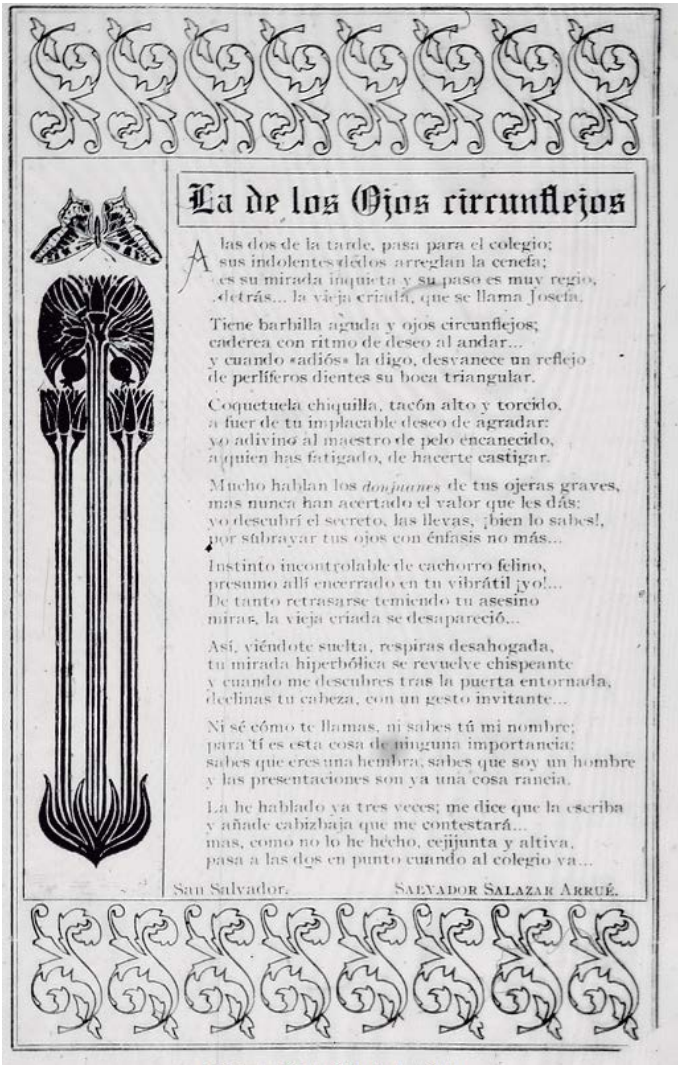 La de los Ojos circunflejos
A las dos de la tarde, pasa para el colegio;
sus indolentes dedos arreglan la cenefa;
es su mirada inquieta y su paso es muy regio,
detrás... la vieja criada, que se llama Josefa.
Tiene barbilla aguda y ojos circunflejos;
caderea con ritmo de deseo al andar...
y cuando «adiós» la digo, desvanece un reflejo
de perlíferos dientes su boca triangular.
Coquetuela chiquilla, tacón alto y torcido,
a fuer de tu implacable deseo de agradar:
yo adivino al maestro de pelo encanecido,
a quien has fatigado, de hacerte castigar.
Mucho hablan los donjuanes de tus ojeras graves,
mas nunca han acertado el valor que les dás:
yo descubrí el secreto, las llevas, ¡bien lo sabes!,
por subrayar tus ojos con énfasis no más...
Instinto incontrolable de cachorro felino,
presumo allí encerrado en tu vibrátil ¡yo!...
De tanto retrasarse temiendo tu asesino
miras, la vieja criada se desapareció...
Así, viéndote suelta, respiras desahogada,
tu mirada hiperbólica se revuelve chispeante
y cuando me descubres tras la puerta entornada,
declinas tu cabeza, con un gesto invitante...
Ni sé cómo te llamas, ni sabes tú mi nombre;
para tí es esta cosa de ninguna importancia:
sabes que eres una hembra, sabes que soy un hombre
y las presentaciones son ya una cosa rancia.
La he hablado ya tres veces; me dice que la escriba
y añade cabizbaja que me contestará...
mas, como no lo he hecho, cejijunta y altiva,
pasa a las dos en punto cuando al colegio va...
San Salvador. SALVADOR SALAZAR ARRUÉ.